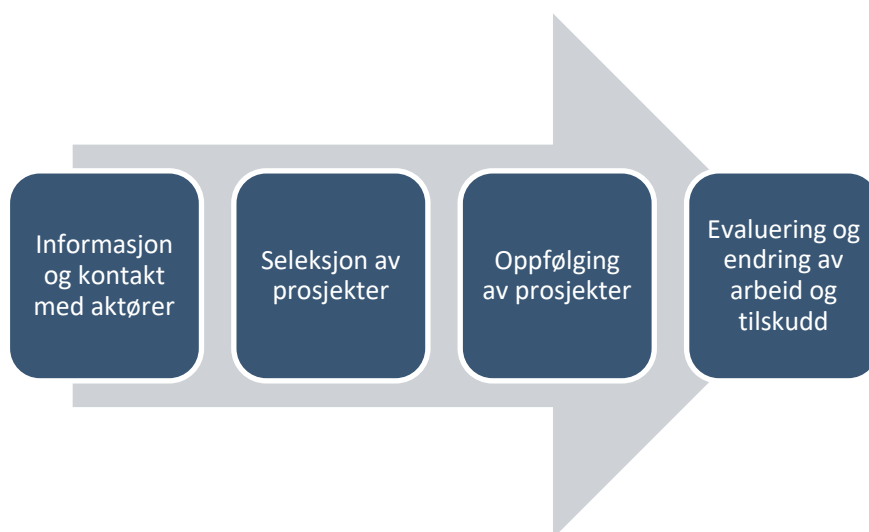 Informasjon
og kontakt
med aktører
Seleksjon av
prosjekter
Oppfølging
av prosjekter
Evaluering og
endring av
arbeid og
tilskudd